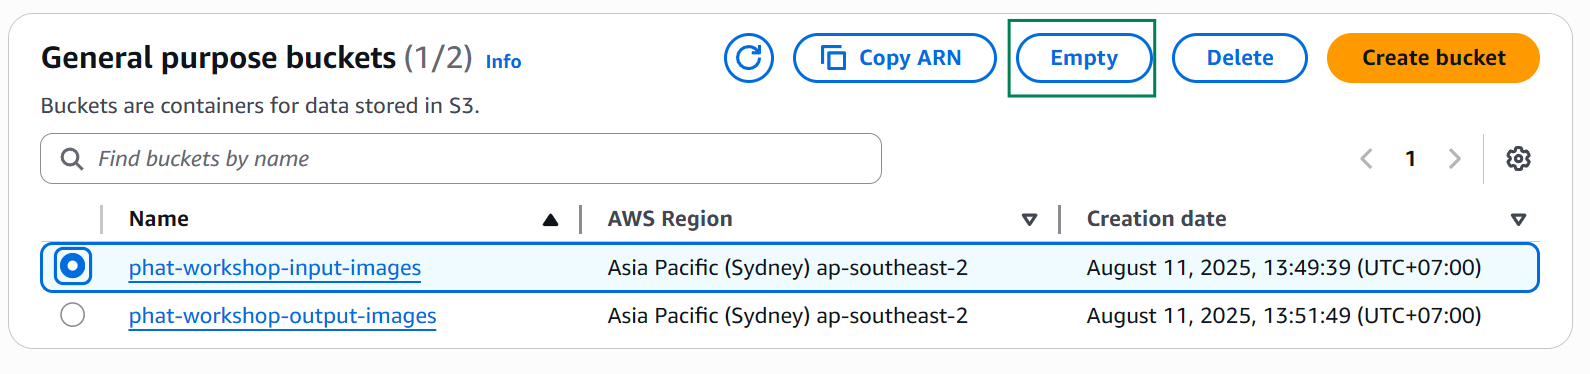 General purpose buckets (1/2) Info
Copy ARN
Empty
Delete
Create bucket
Buckets are containers for data stored in S3.
Find buckets by name
1
Name AWS Region Creation date
phat-workshop-input-images Asia Pacific (Sydney) ap-southeast-2 August 11, 2025, 13:49:39 (UTC+07:00)
phat-workshop-output-images Asia Pacific (Sydney) ap-southeast-2 August 11, 2025, 13:51:49 (UTC+07:00)